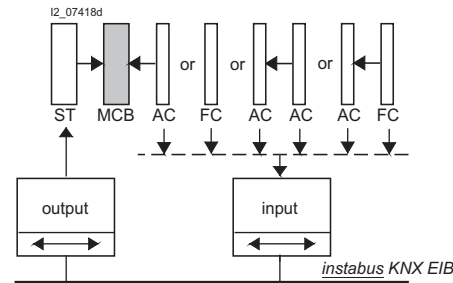 I2_07418d
or or or
ST MCB AC FC AC AC AC FC
output input
instabus KNX EIB